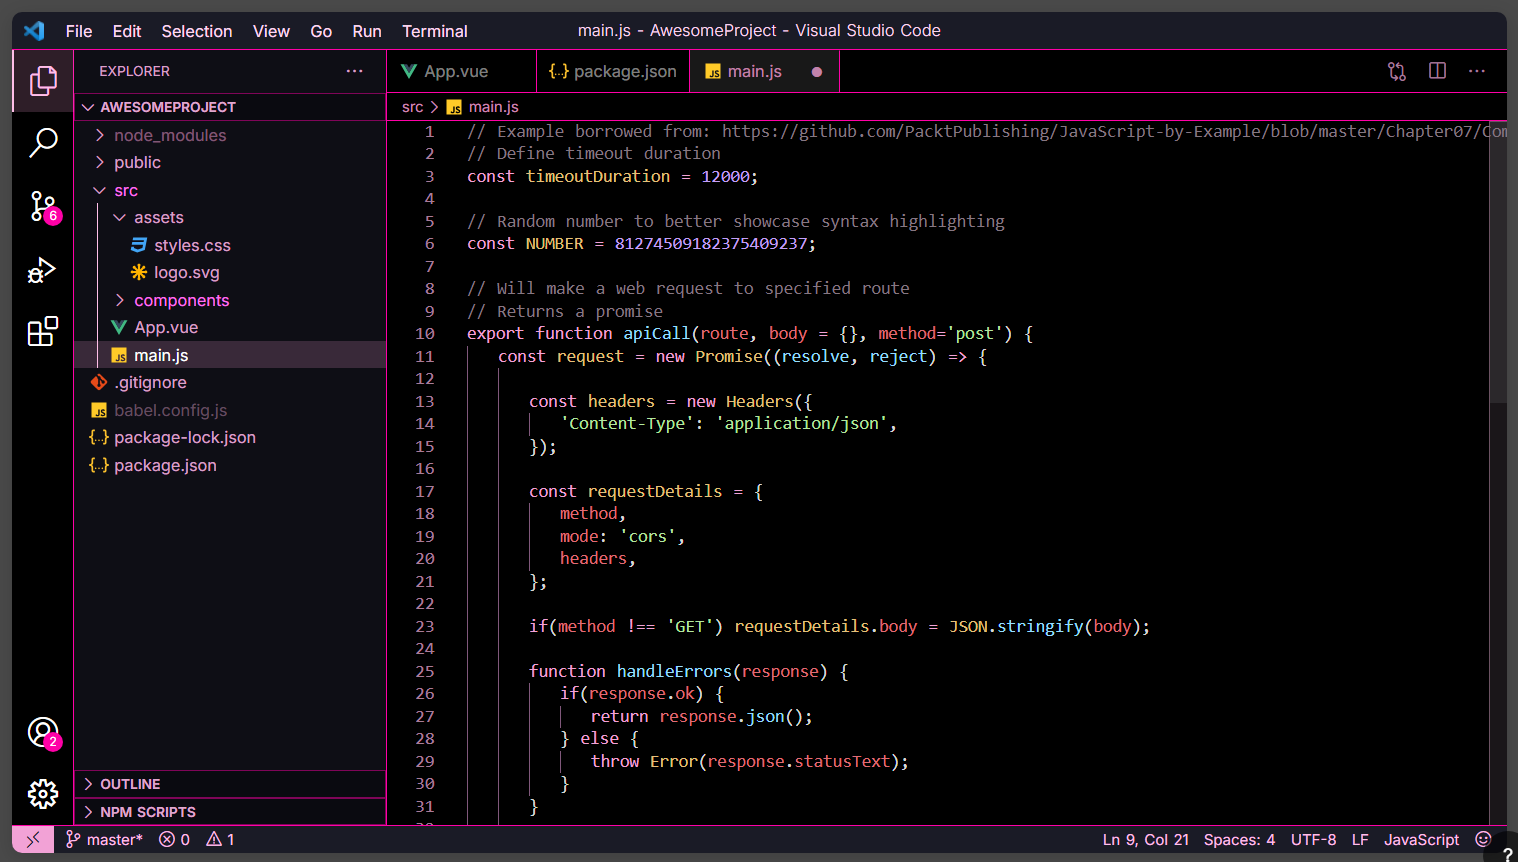 File Edit Selection View Go Run Terminal
main.js - AwesomeProject - Visual Studio Code
EXPLORER
AWESOMEPROJECT
node_modules
public
src
assets
styles.css
logo.svg
components
App.vue
main.js
.gitignore
babel.config.js
package-lock.json
package.json
OUTLINE
NPM SCRIPTS
6
2
App.vue
{..} package.json
JS main.js
src > JS main.js
1 // Example borrowed from: https://github.com/PacktPublishing/JavaScript-by-Example/blob/master/Chapter07/Com
2 // Define timeout duration
3 const timeoutDuration = 12000;
4
5 // Random number to better showcase syntax highlighting
6 const NUMBER = 81274509182375409237;
7
8 // Will make a web request to specified route
9 // Returns a promise
10 export function apiCall(route, body = {}, method='post') {
11 const request = new Promise((resolve, reject) => {
12
13 const headers = new Headers({
14 'Content-Type': 'application/json',
15 });
16
17 const requestDetails = {
18 method,
19 mode: 'cors',
20 headers,
21 };
22
23 if(method !== 'GET') requestDetails.body = JSON.stringify(body);
24
25 function handleErrors(response) {
26 if(response.ok) {
27 return response.json();
28 } else {
29 throw Error(response.statusText);
30 }
31 }
master* 0 1
Ln 9, Col 21 Spaces: 4 UTF-8 LF JavaScript
?